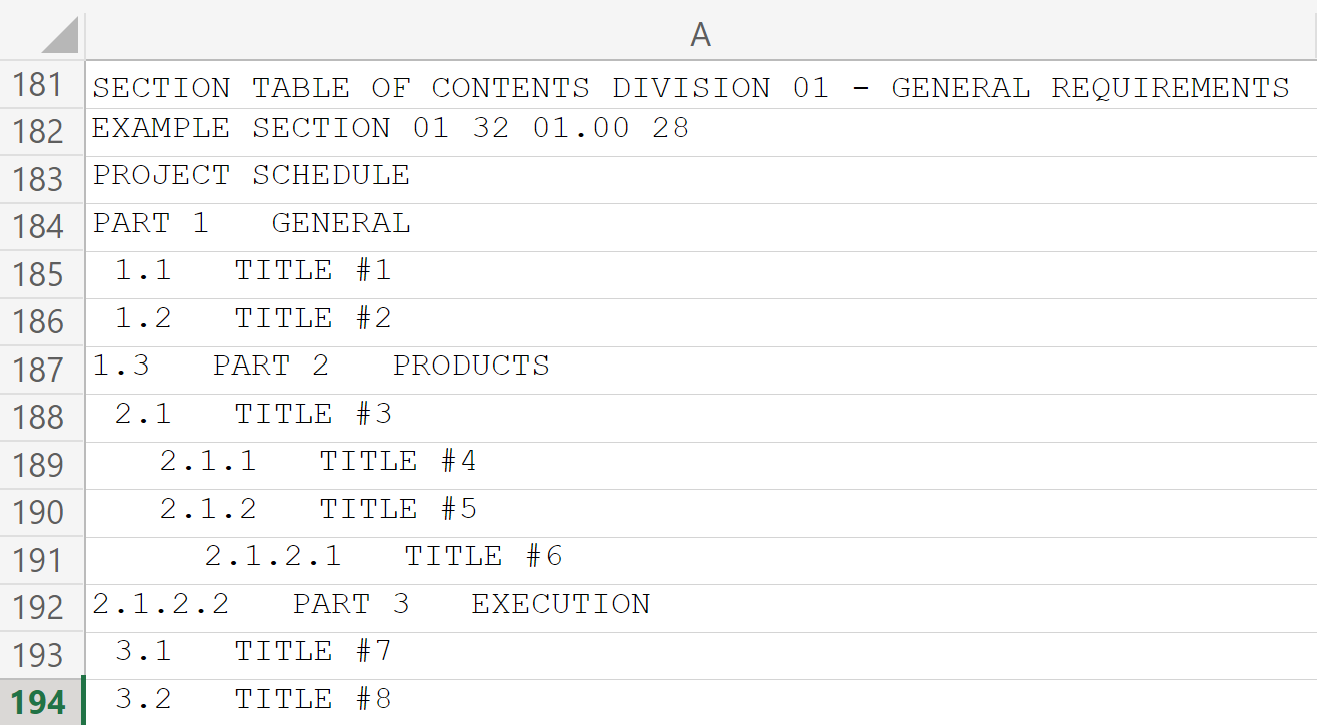 A
181 SECTION TABLE OF CONTENTS DIVISION 01 - GENERAL REQUIREMENTS
182 EXAMPLE SECTION 01 32 01.00 28
183 PROJECT SCHEDULE
184 PART 1   GENERAL
185 1.1   TITLE #1
186 1.2   TITLE #2
187 1.3   PART 2   PRODUCTS
188 2.1   TITLE #3
189 2.1.1   TITLE #4
190 2.1.2   TITLE #5
191 2.1.2.1   TITLE #6
192 2.1.2.2   PART 3   EXECUTION
193 3.1   TITLE #7
194 3.2   TITLE #8